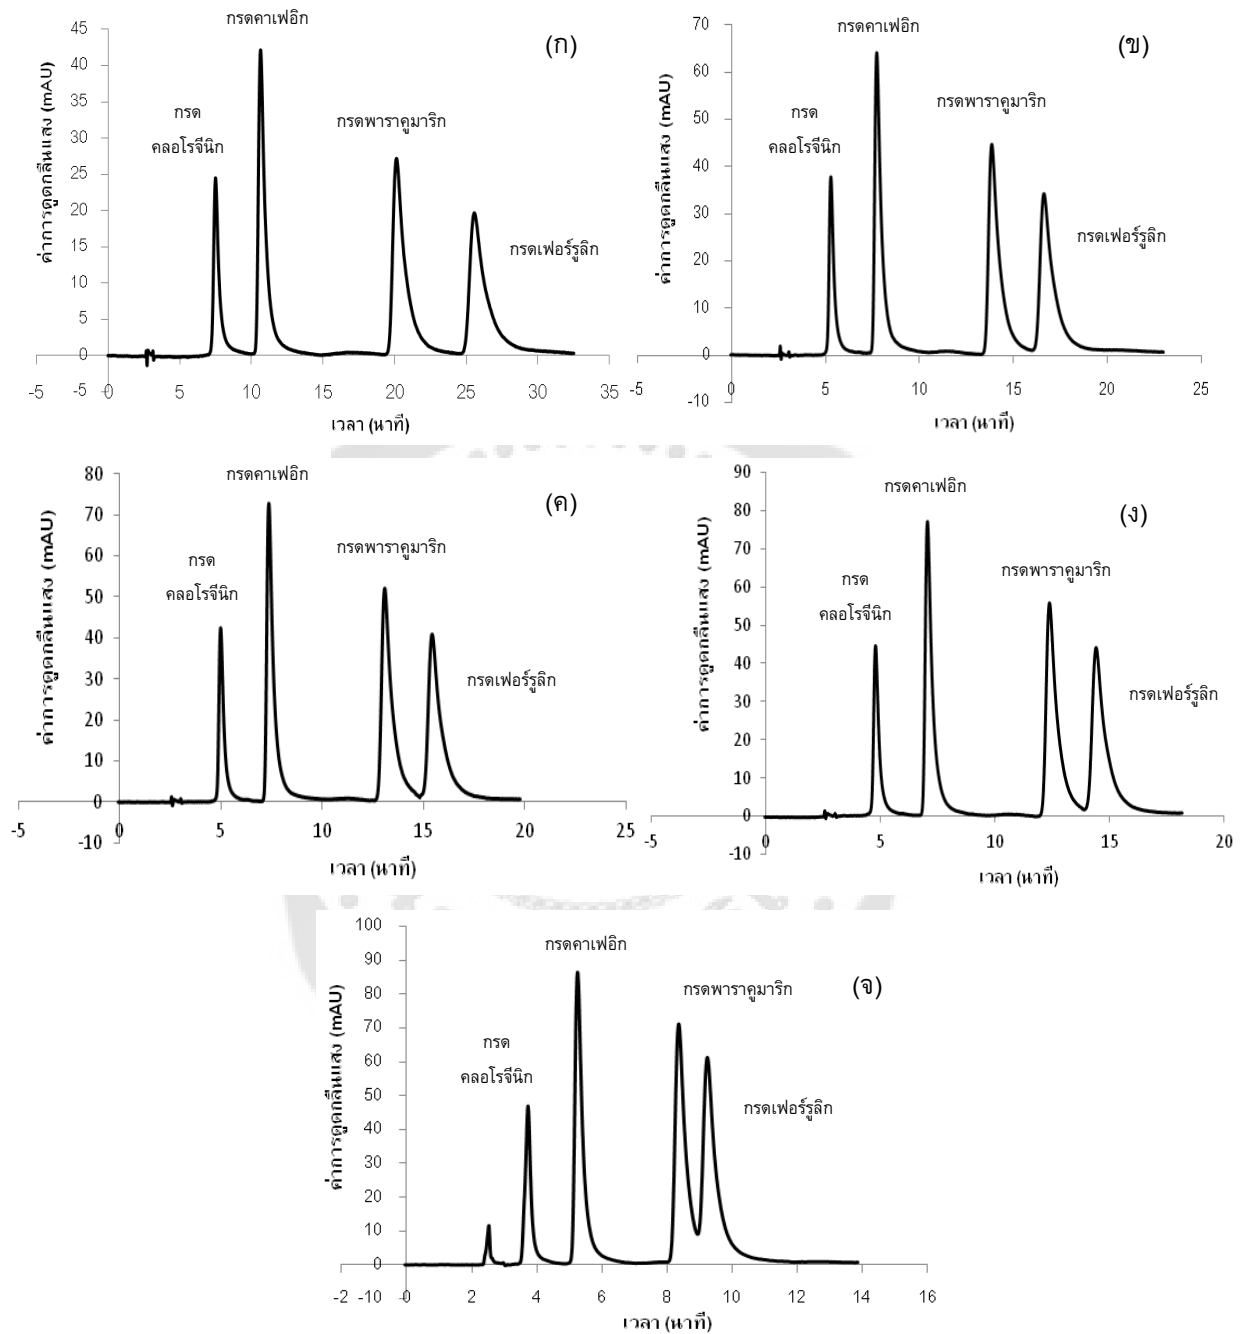 กรดคาเฟอิก
(ก)
กรด
คลอโรจีนิก
กรดพาราคูมาริก
กรดเฟอร์รูลิก
ค่าการดูดกลืนแสง (mAU)
45
40
35
30
25
20
15
10
5
0
-5
-5 0 5 10 15 20 25 30 35
เวลา (นาที)
กรดคาเฟอิก
(ข)
กรด
คลอโรจีนิก
กรดพาราคูมาริก
กรดเฟอร์รูลิก
ค่าการดูดกลืนแสง (mAU)
70
60
50
40
30
20
10
0
-10
-5 0 5 10 15 20 25
เวลา (นาที)
กรดคาเฟอิก
(ค)
กรด
คลอโรจีนิก
กรดพาราคูมาริก
กรดเฟอร์รูลิก
ค่าการดูดกลืนแสง (mAU)
80
70
60
50
40
30
20
10
0
-10
-5 0 5 10 15 20 25
เวลา (นาที)
กรดคาเฟอิก
(ง)
กรด
คลอโรจีนิก
กรดพาราคูมาริก
กรดเฟอร์รูลิก
ค่าการดูดกลืนแสง (mAU)
90
80
70
60
50
40
30
20
10
0
-10
-5 0 5 10 15 20
เวลา (นาที)
กรดคาเฟอิก
(จ)
กรด
คลอโรจีนิก
กรดพาราคูมาริก
กรดเฟอร์รูลิก
ค่าการดูดกลืนแสง (mAU)
100
90
80
70
60
50
40
30
20
10
0
-10
-2 0 2 4 6 8 10 12 14 16
เวลา (นาที)